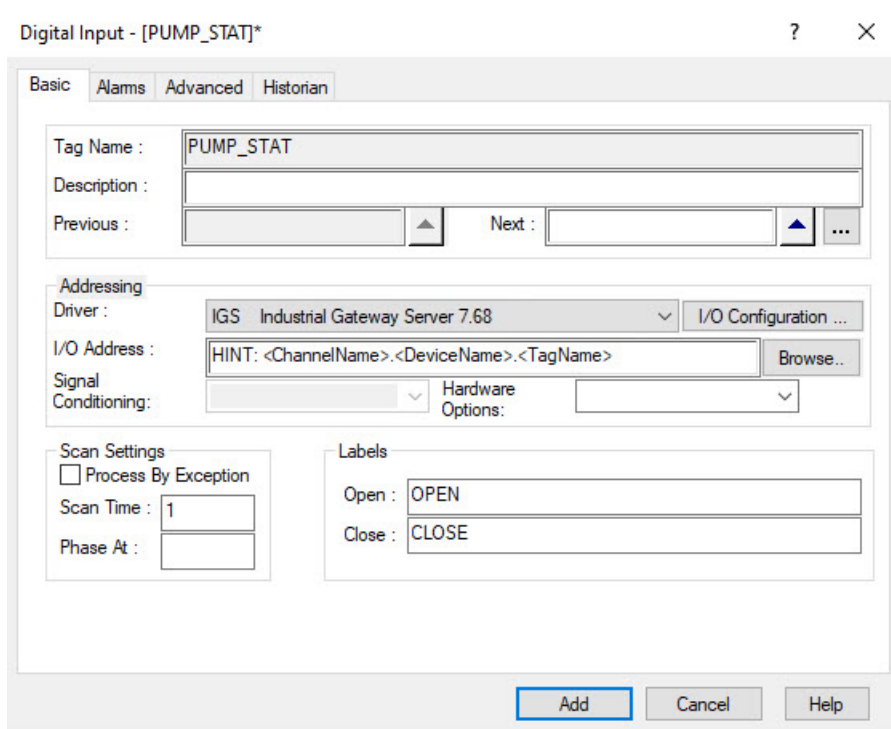 Digital Input - [PUMP_STAT]* ?
Basic Alarms Advanced Historian
Tag Name : PUMP_STAT
Description :
Previous : Next : ...
Addressing
Driver : IGS Industrial Gateway Server 7.68 I/O Configuration ...
I/O Address : HINT: <ChannelName>.<DeviceName>.<TagName> Browse..
Signal Conditioning: Hardware Options:
Scan Settings Labels
Process By Exception
Open : OPEN
Scan Time : 1
Close : CLOSE
Phase At :
Add Cancel Help